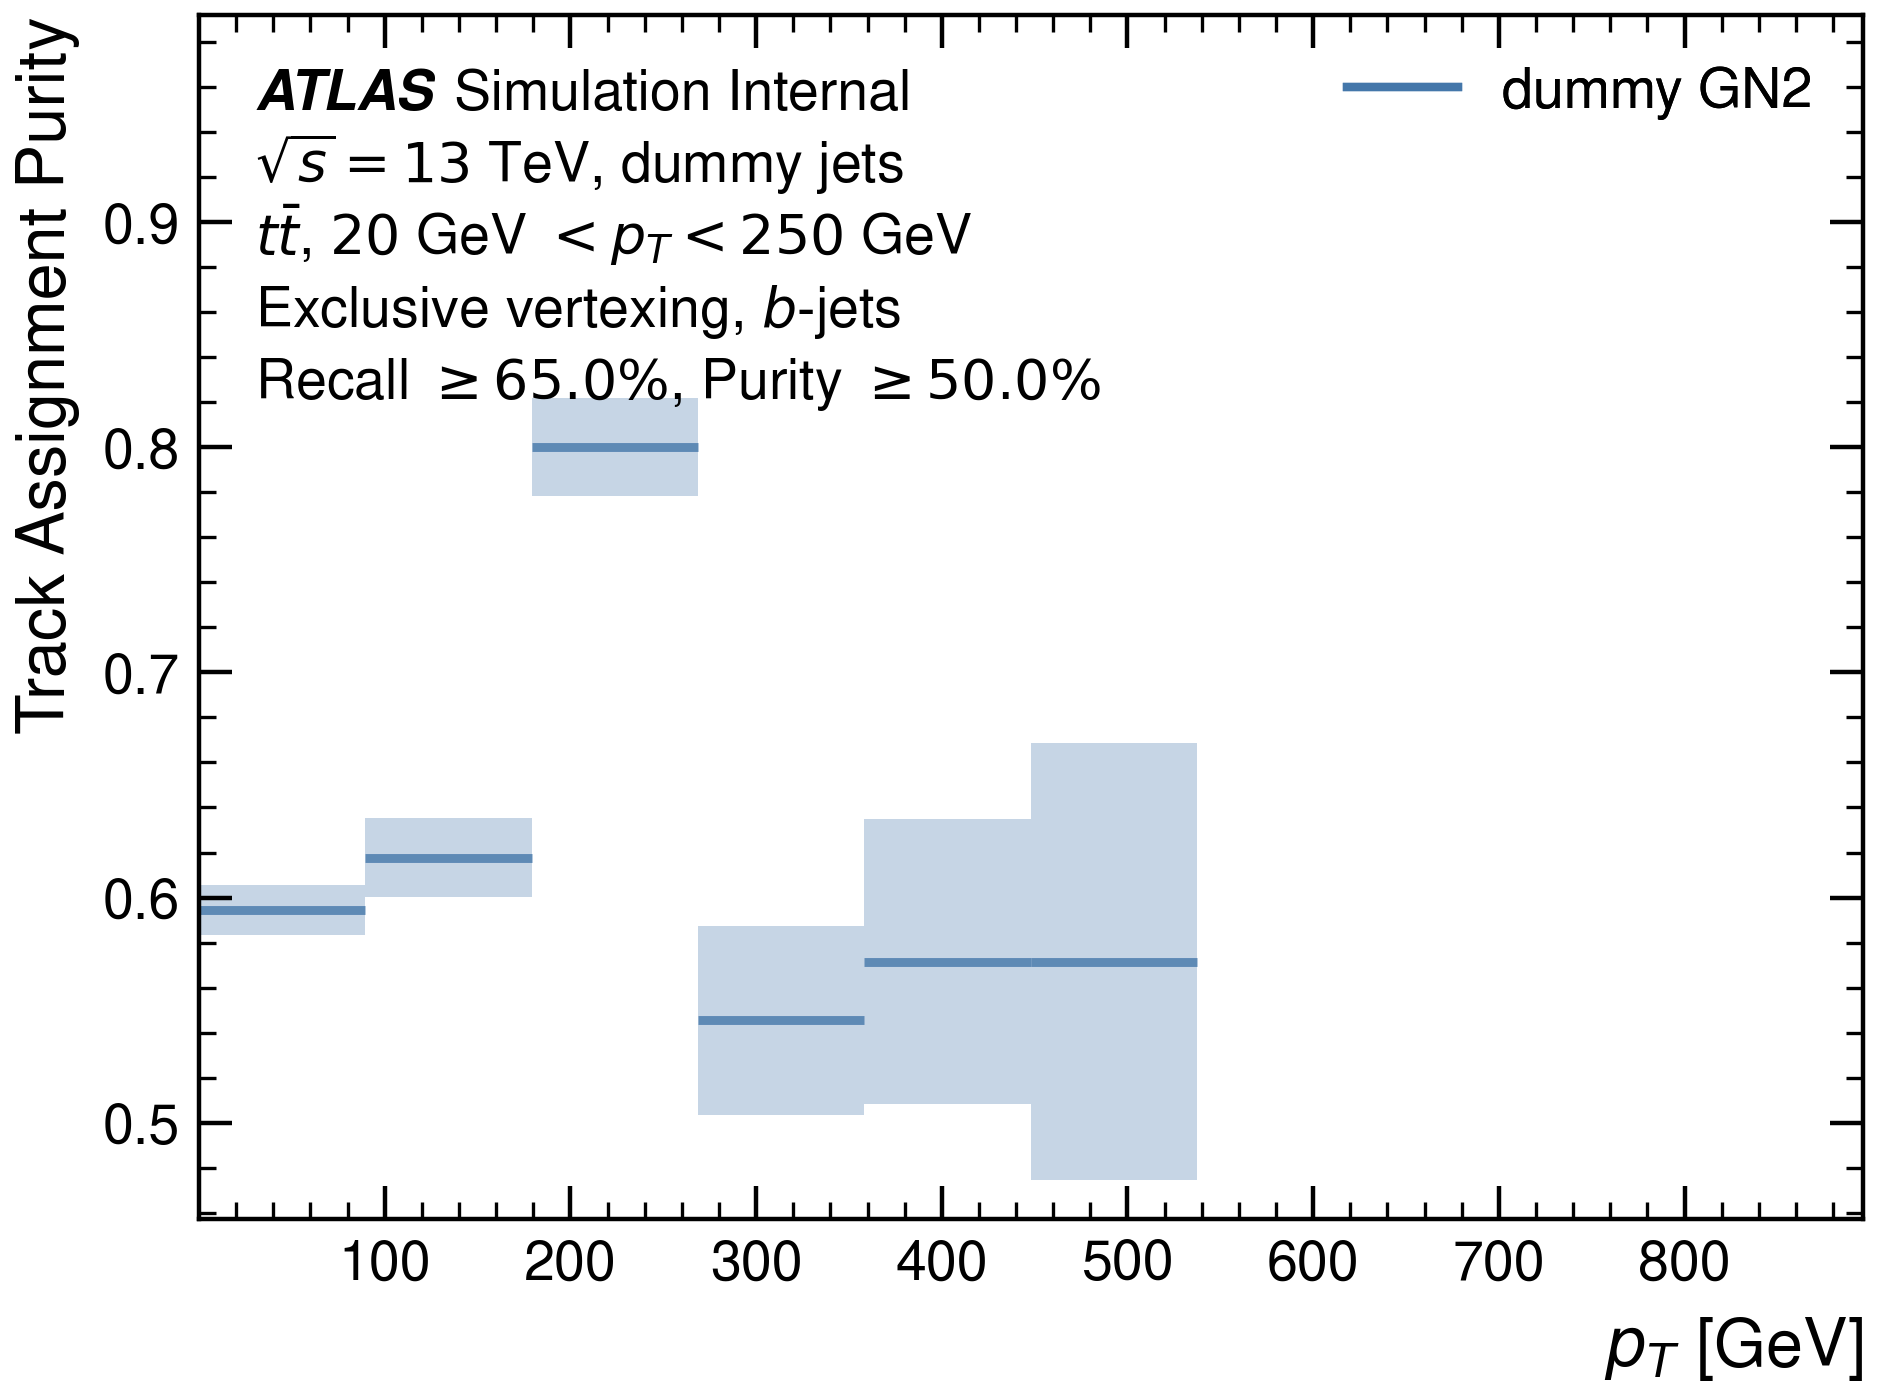 Track Assignment Purity
ATLAS Simulation Internal
√s = 13 TeV, dummy jets
tt̄, 20 GeV < p_T < 250 GeV
Exclusive vertexing, b-jets
Recall ≥ 65.0%, Purity ≥ 50.0%
dummy GN2
0.9
0.8
0.7
0.6
0.5
100 200 300 400 500 600 700 800
p_T [GeV]